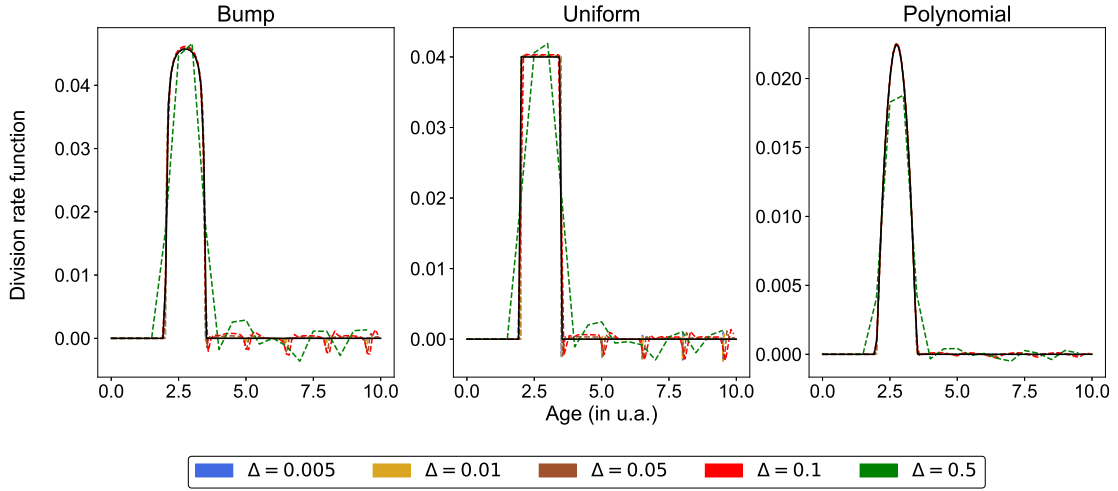 Bump
Uniform
Polynomial
Division rate function
0.04
0.03
0.02
0.01
0.00
0.0 2.5 5.0 7.5 10.0
0.04
0.03
0.02
0.01
0.00
0.0 2.5 5.0 7.5 10.0
0.020
0.015
0.010
0.005
0.000
0.0 2.5 5.0 7.5 10.0
Age (in u.a.)
Δ = 0.005 Δ = 0.01 Δ = 0.05 Δ = 0.1 Δ = 0.5